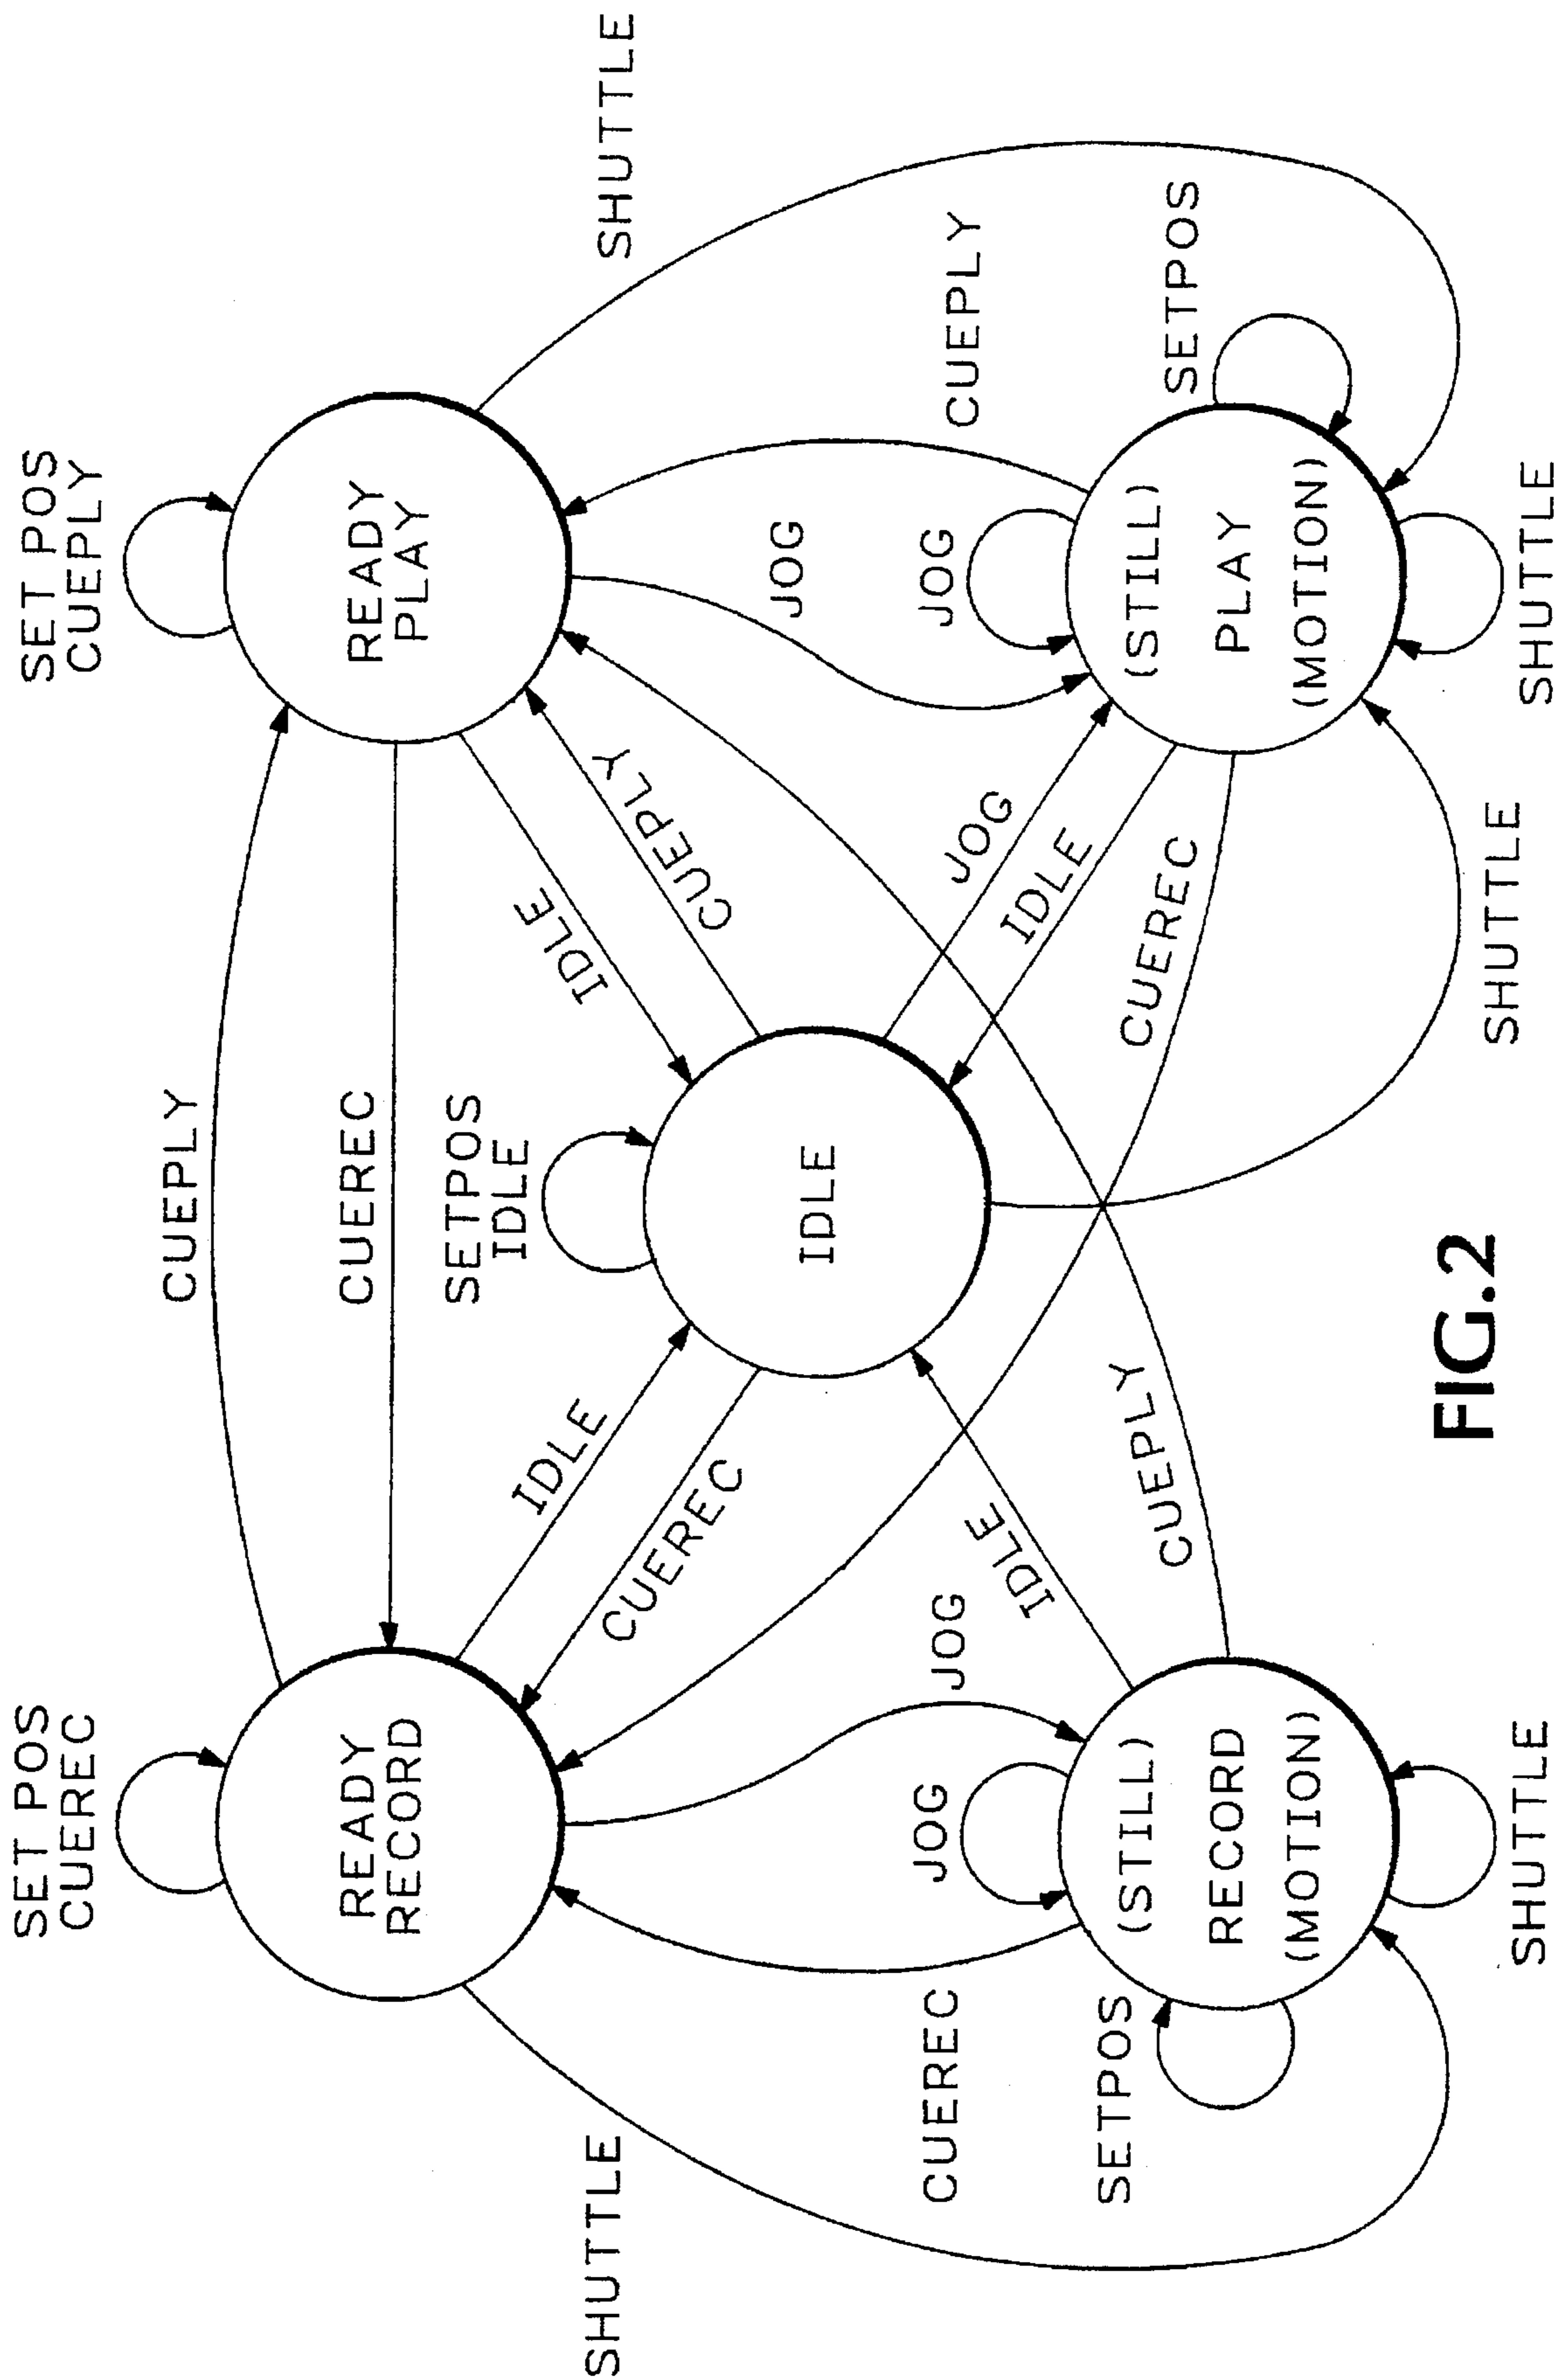 SET POS
CUEREC
SET POS
CUEPLY
CUEPLY
READY
RECORD
CUEREC
READY
PLAY
SETPOS
IDLE
IDLE
IDLE
SHUTTLE
SHUTTLE
CUEREC
CUEPLY
IDLE
JOG
CUEREC
JOG
JOG
IDLE
JOG
JOG
CUEPLY
IDLE
SETPOS
(STILL)
RECORD
(MOTION)
CUEPLY
CUEREC
(STILL)
PLAY
(MOTION)
SETPOS
SHUTTLE
SHUTTLE
SHUTTLE
FIG.2